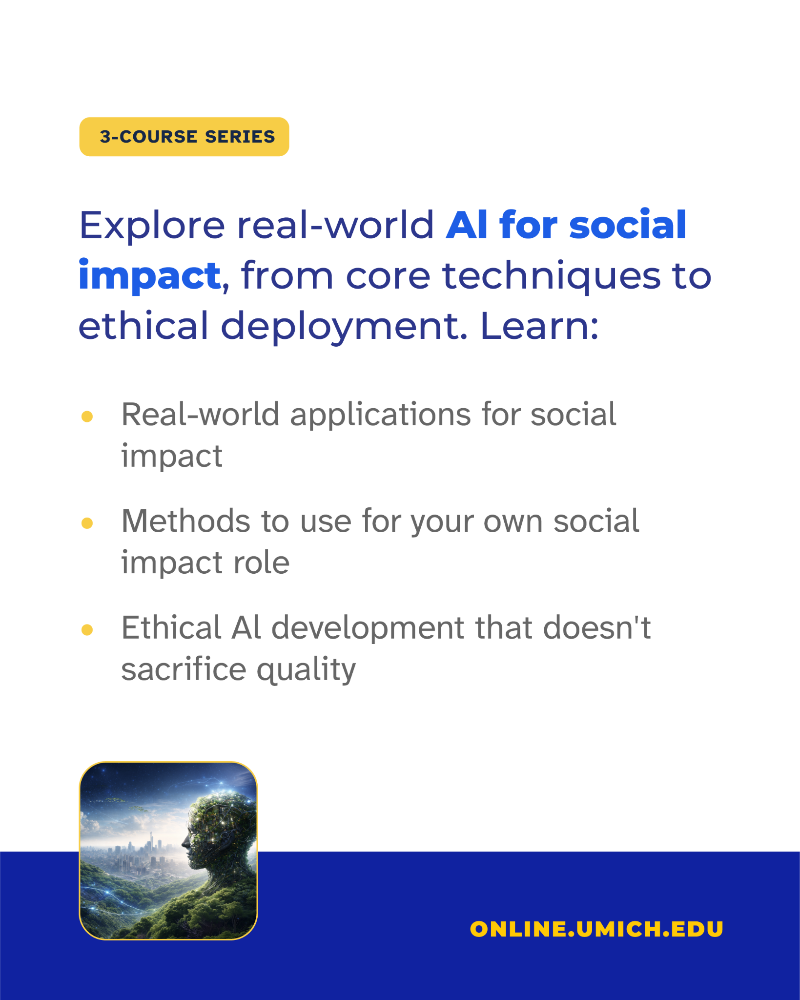 3-COURSE SERIES
Explore real-world AI for social
impact, from core techniques to
ethical deployment. Learn:
• Real-world applications for social
impact
• Methods to use for your own social
impact role
• Ethical AI development that doesn't
sacrifice quality
ONLINE.UMICH.EDU